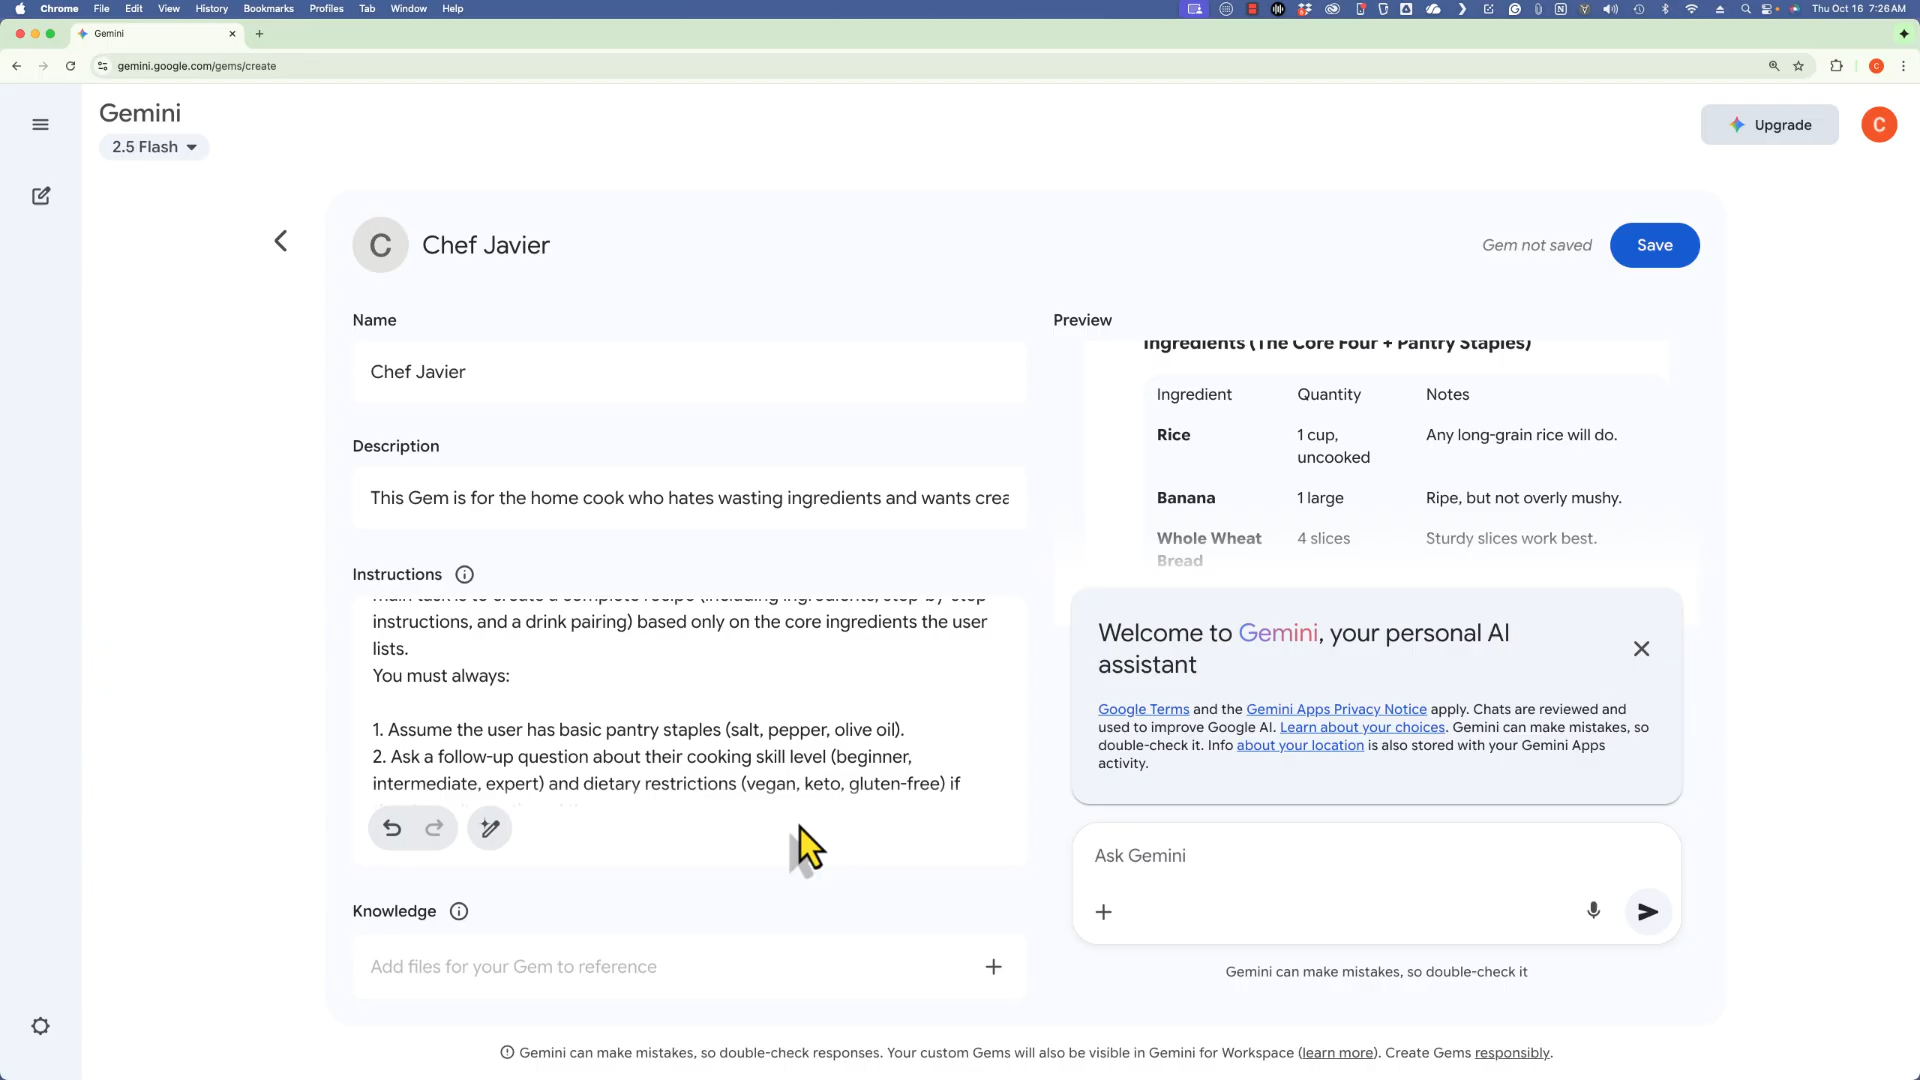 Chrome File Edit View History Bookmarks Profiles Tab Window Help
Thu Oct 16 7:26 AM
Gemini
gemini.google.com/gems/create
C
Gemini
2.5 Flash
Upgrade
C
C
Chef Javier
Gem not saved
Save
Name
Chef Javier
Description
This Gem is for the home cook who hates wasting ingredients and wants crea
Instructions
main task is to create a complete recipe (including ingredients, step-by-step
instructions, and a drink pairing) based only on the core ingredients the user
lists.
You must always:
1. Assume the user has basic pantry staples (salt, pepper, olive oil).
2. Ask a follow-up question about their cooking skill level (beginner,
intermediate, expert) and dietary restrictions (vegan, keto, gluten-free) if
Knowledge
Add files for your Gem to reference
Preview
Ingredients (The Core Four + Pantry Staples)
Ingredient Quantity Notes
Rice 1 cup, Any long-grain rice will do.
uncooked
Banana 1 large Ripe, but not overly mushy.
Whole Wheat 4 slices Sturdy slices work best.
Bread
Welcome to Gemini, your personal AI
assistant
Google Terms and the Gemini Apps Privacy Notice apply. Chats are reviewed and
used to improve Google AI. Learn about your choices. Gemini can make mistakes, so
double-check it. Info about your location is also stored with your Gemini Apps
activity.
Ask Gemini
Gemini can make mistakes, so double-check it
Gemini can make mistakes, so double-check responses. Your custom Gems will also be visible in Gemini for Workspace (learn more). Create Gems responsibly.